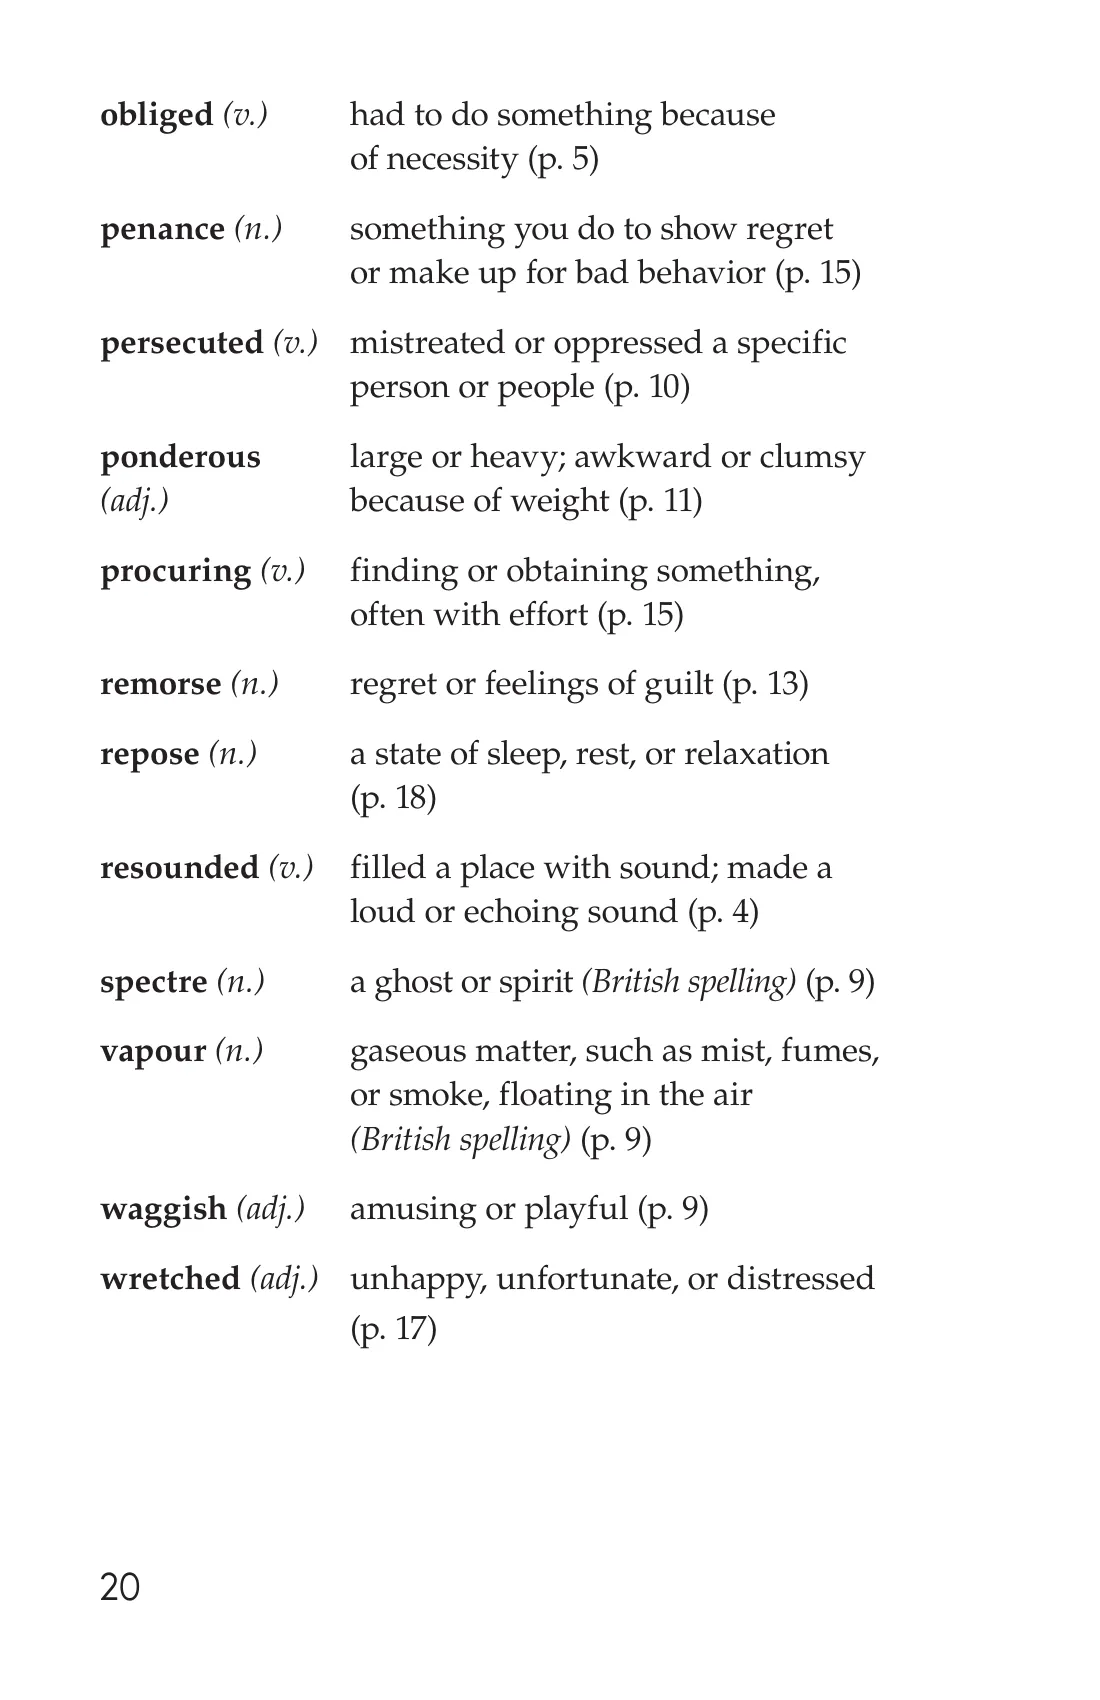 obliged (v.) had to do something because
of necessity (p. 5)
penance (n.) something you do to show regret
or make up for bad behavior (p. 15)
persecuted (v.) mistreated or oppressed a specific
person or people (p. 10)
ponderous large or heavy; awkward or clumsy
(adj.) because of weight (p. 11)
procuring (v.) finding or obtaining something,
often with effort (p. 15)
remorse (n.) regret or feelings of guilt (p. 13)
repose (n.) a state of sleep, rest, or relaxation
(p. 18)
resounded (v.) filled a place with sound; made a
loud or echoing sound (p. 4)
spectre (n.) a ghost or spirit (British spelling) (p. 9)
vapour (n.) gaseous matter, such as mist, fumes,
or smoke, floating in the air
(British spelling) (p. 9)
waggish (adj.) amusing or playful (p. 9)
wretched (adj.) unhappy, unfortunate, or distressed
(p. 17)
20